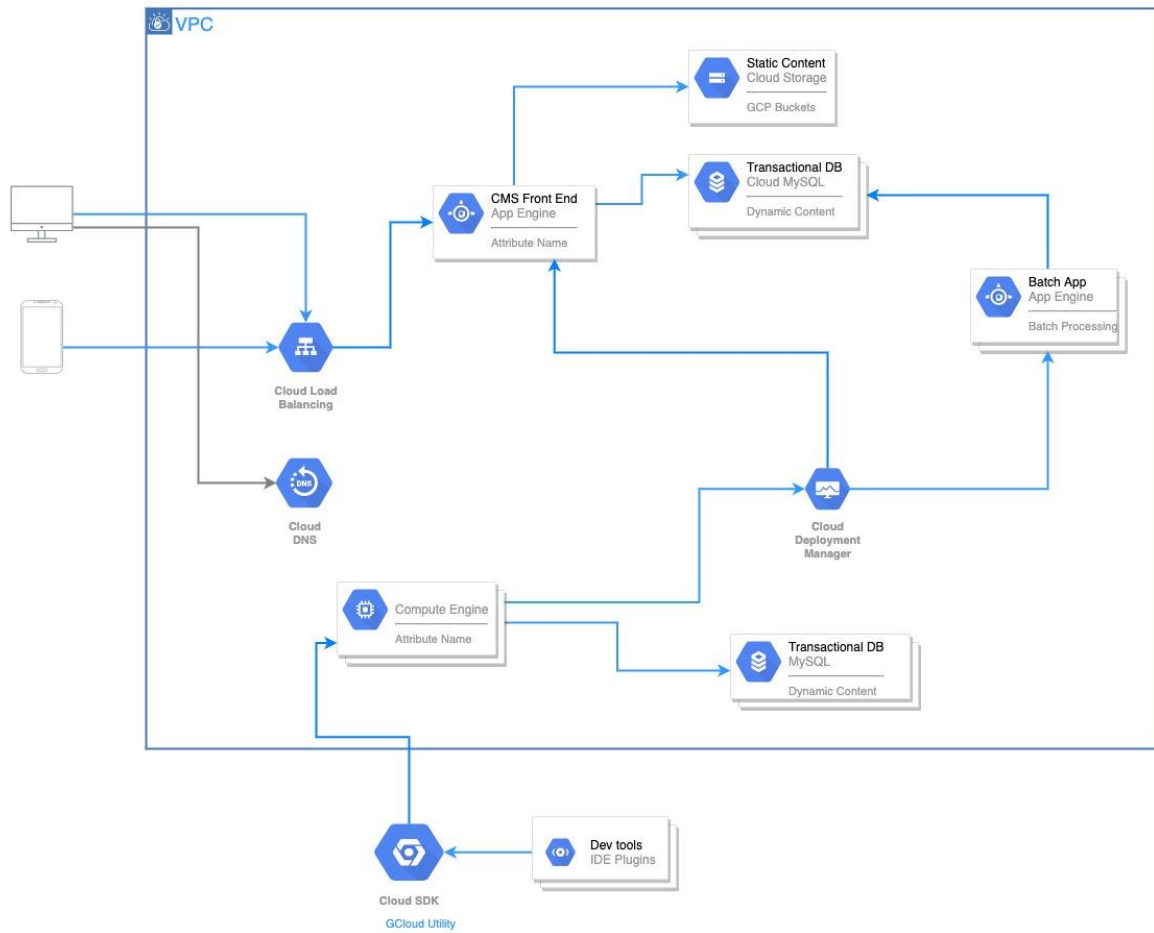 VPC
Static Content
Cloud Storage
GCP Buckets
Transactional DB
Cloud MySQL
Dynamic Content
CMS Front End
App Engine
Attribute Name
Batch App
App Engine
Batch Processing
Cloud Load
Balancing
DNS
Cloud
DNS
Cloud
Deployment
Manager
Compute Engine
Attribute Name
Transactional DB
MySQL
Dynamic Content
Dev tools
IDE Plugins
Cloud SDK
GCloud Utility